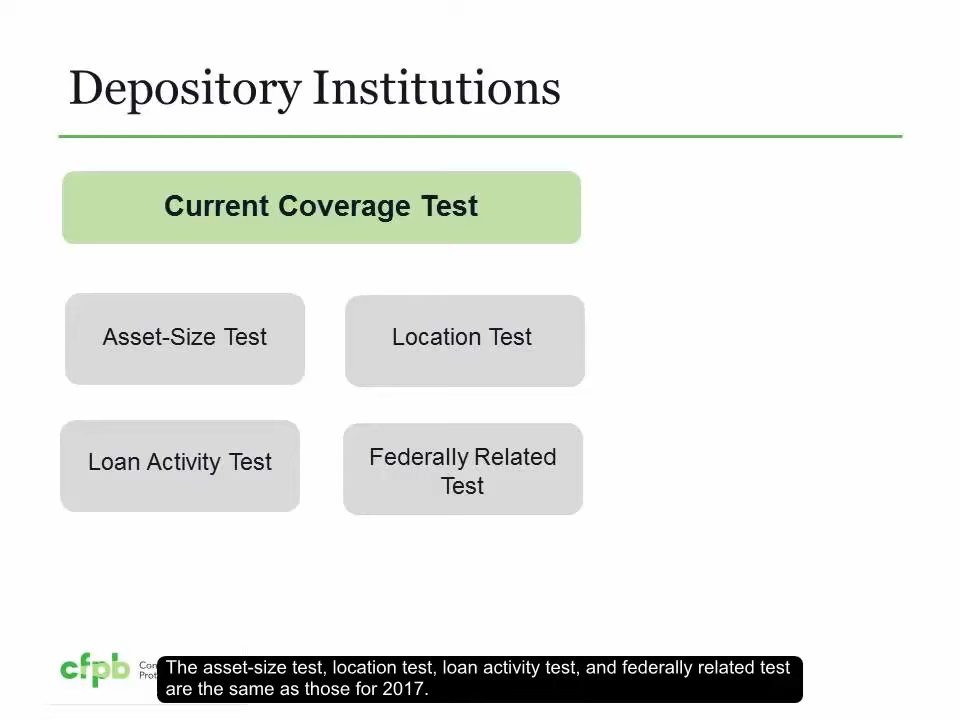 Depository Institutions
Current Coverage Test
Asset-Size Test
Location Test
Loan Activity Test
Federally Related
Test
cfpb
The asset-size test, location test, loan activity test, and federally related test
are the same as those for 2017.